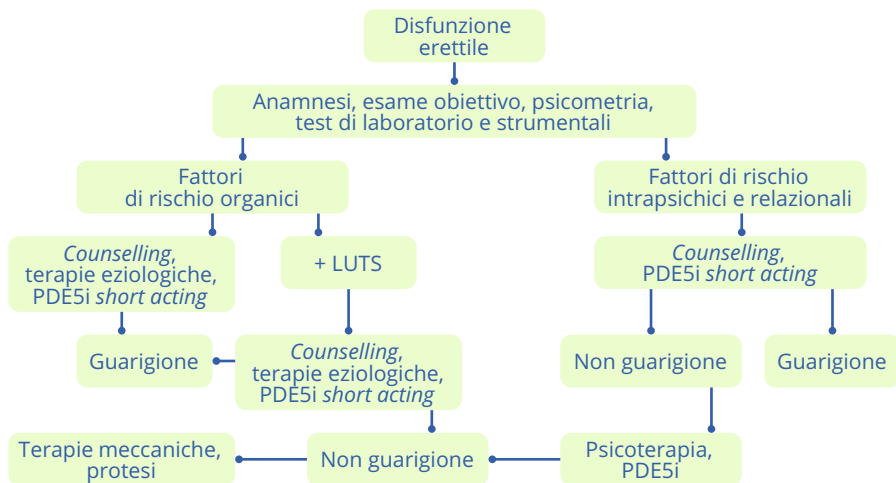 Disfunzione
erettile
Anamnesi, esame obiettivo, psicometria,
test di laboratorio e strumentali
Fattori
di rischio organici
Fattori di rischio
intrapsichici e relazionali
Counselling,
terapie eziologiche,
PDE5i short acting
+ LUTS
Counselling,
PDE5i short acting
Guarigione
Counselling,
terapie eziologiche,
PDE5i short acting
Non guarigione
Guarigione
Terapie meccaniche,
protesi
Non guarigione
Psicoterapia,
PDE5i